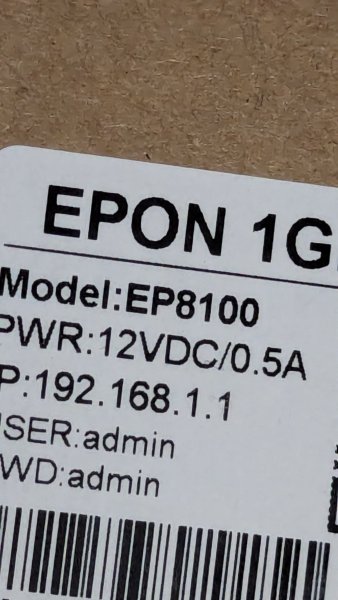 EPON 1G
Model:EP8100
PWR:12VDC/0.5A
P:192.168.1.1
SER:admin
WD:admin